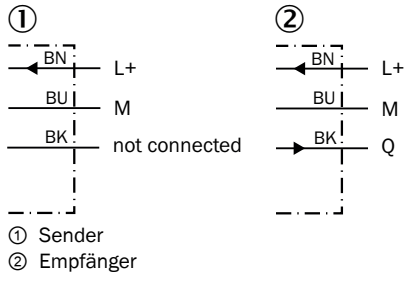 ① ②
BN L+ BN L+
BU M BU M
BK not connected BK Q
① Sender
② Empfänger